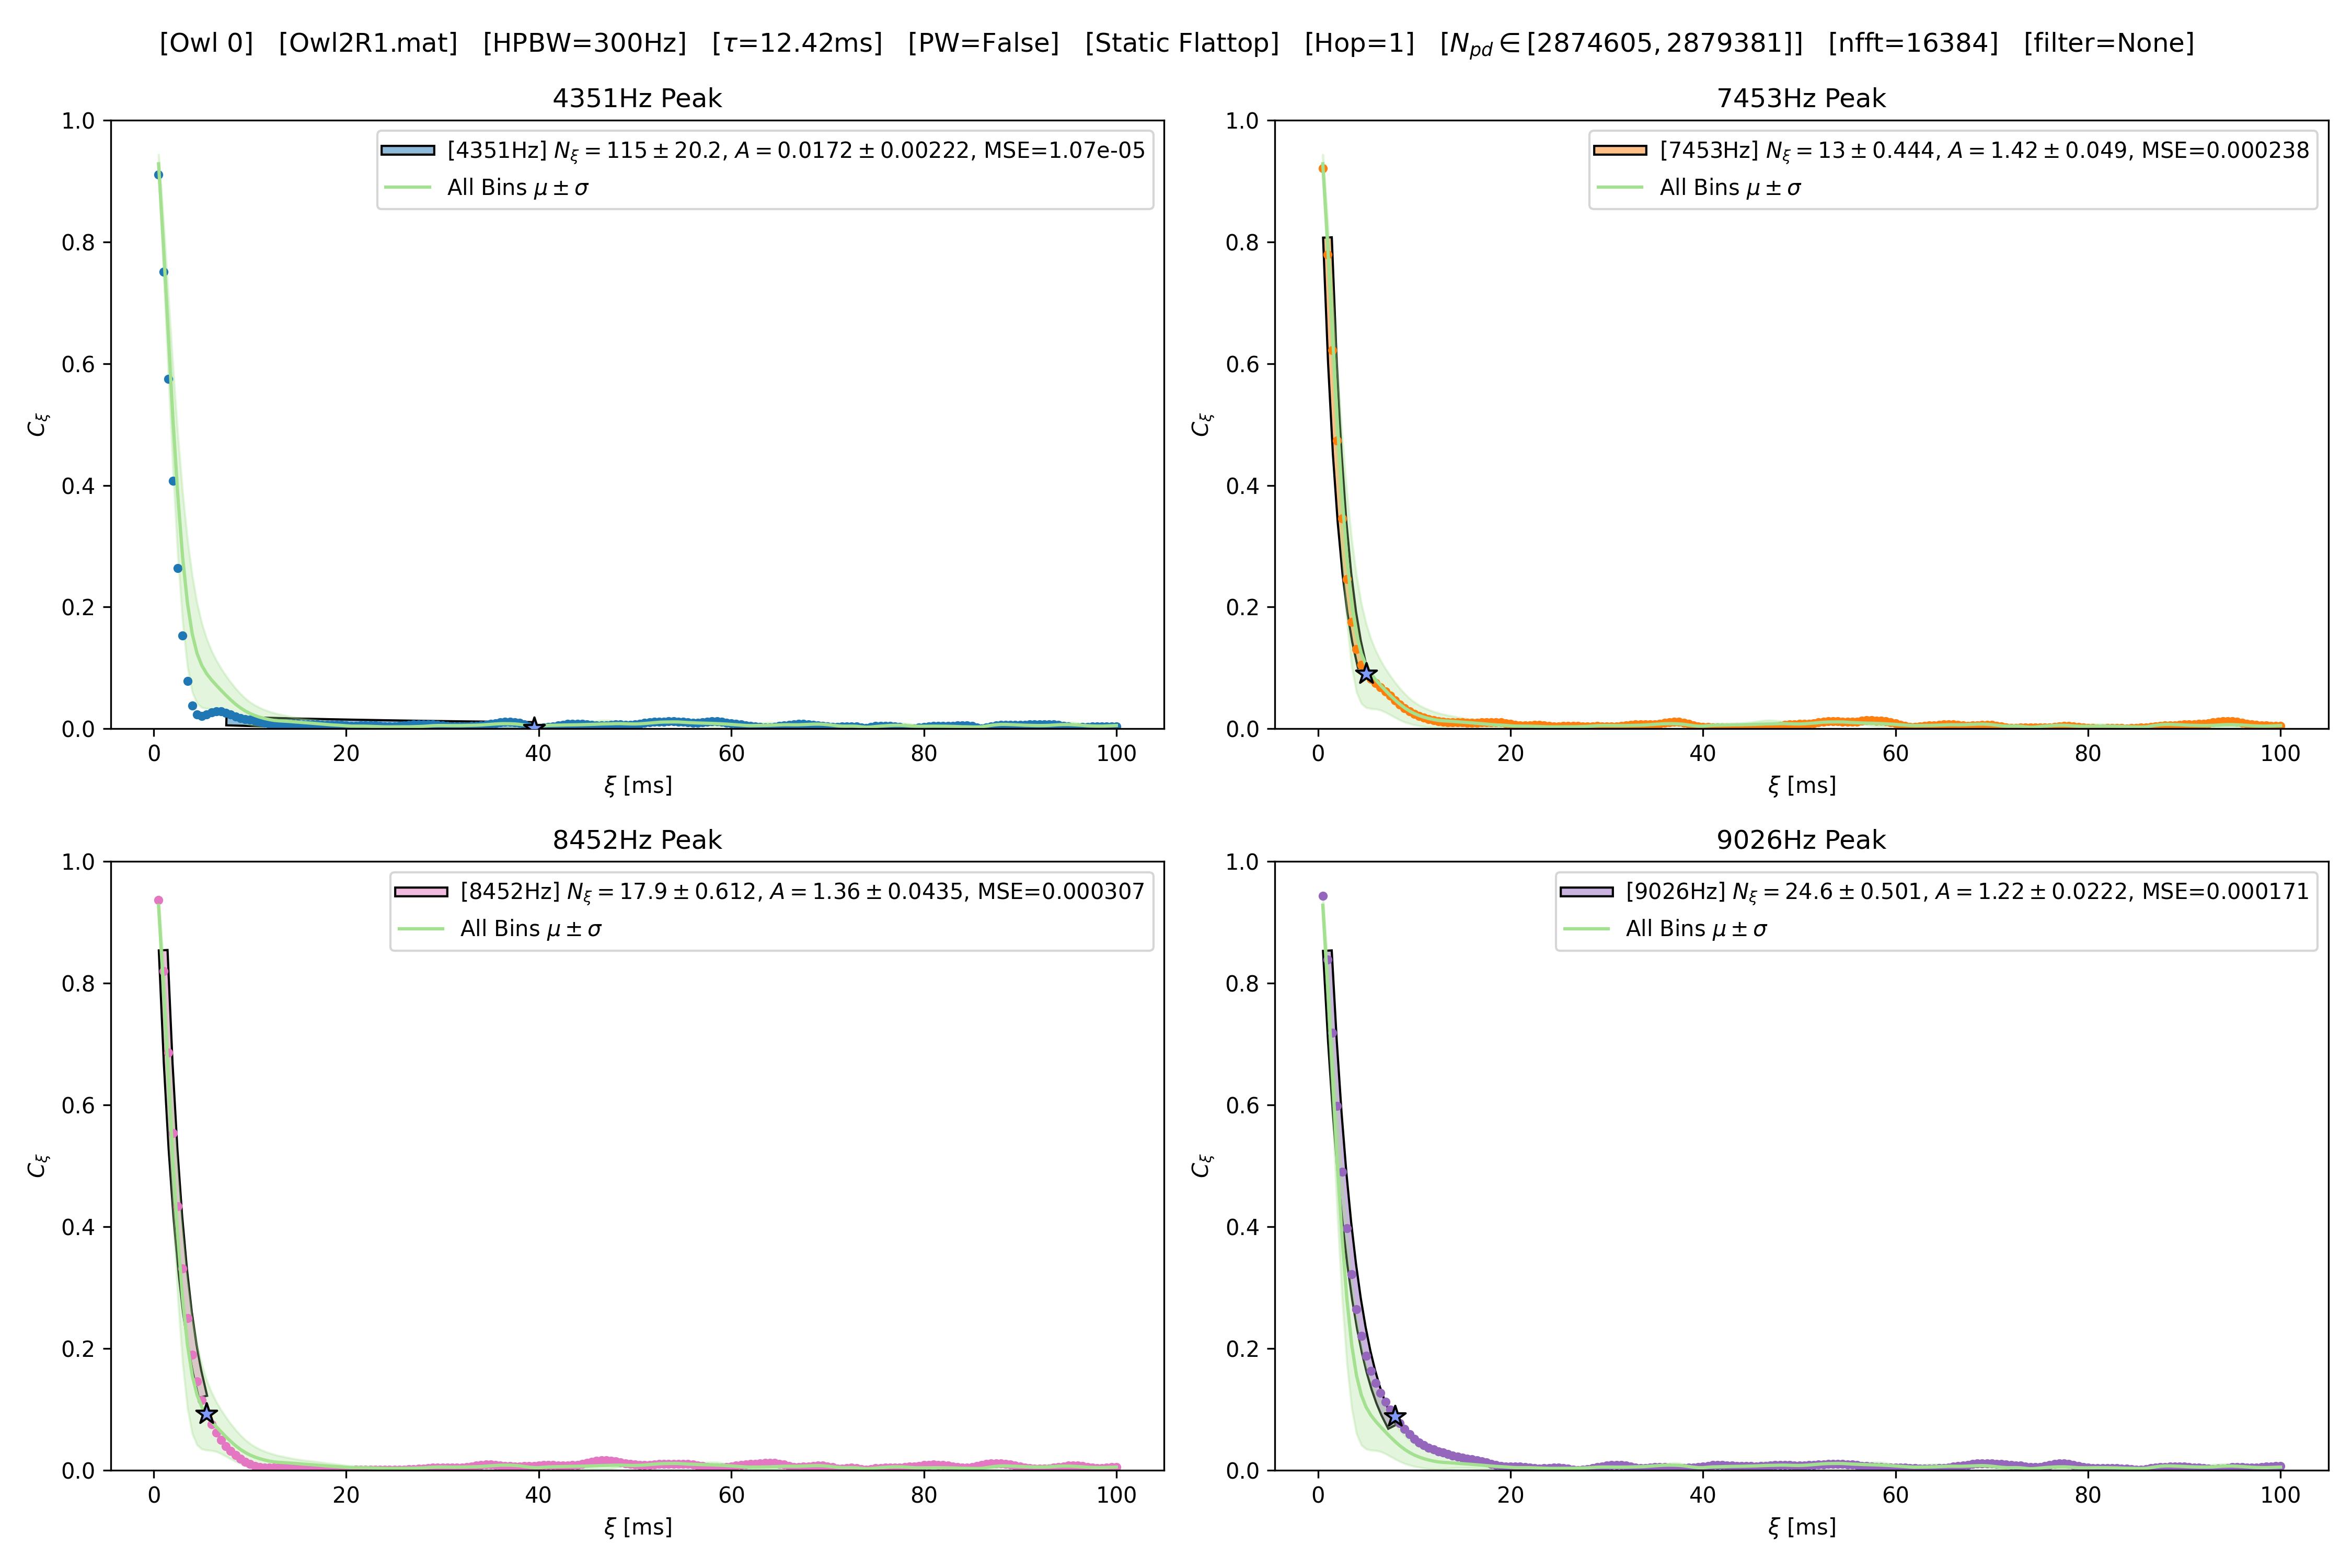 [Owl 0] [Owl2R1.mat] [HPBW=300Hz] [τ=12.42ms] [PW=False] [Static Flattop] [Hop=1] [N_pd ∈ [2874605, 2879381]] [nfft=16384] [filter=None]
4351Hz Peak
[4351Hz] N_ξ = 115 ± 20.2, A = 0.0172 ± 0.00222, MSE=1.07e-05
All Bins μ ± σ
1.0
0.8
0.6
0.4
0.2
0.0
C_ξ
0 20 40 60 80 100
ξ [ms]
7453Hz Peak
[7453Hz] N_ξ = 13 ± 0.444, A = 1.42 ± 0.049, MSE=0.000238
All Bins μ ± σ
1.0
0.8
0.6
0.4
0.2
0.0
C_ξ
0 20 40 60 80 100
ξ [ms]
8452Hz Peak
[8452Hz] N_ξ = 17.9 ± 0.612, A = 1.36 ± 0.0435, MSE=0.000307
All Bins μ ± σ
1.0
0.8
0.6
0.4
0.2
0.0
C_ξ
0 20 40 60 80 100
ξ [ms]
9026Hz Peak
[9026Hz] N_ξ = 24.6 ± 0.501, A = 1.22 ± 0.0222, MSE=0.000171
All Bins μ ± σ
1.0
0.8
0.6
0.4
0.2
0.0
C_ξ
0 20 40 60 80 100
ξ [ms]